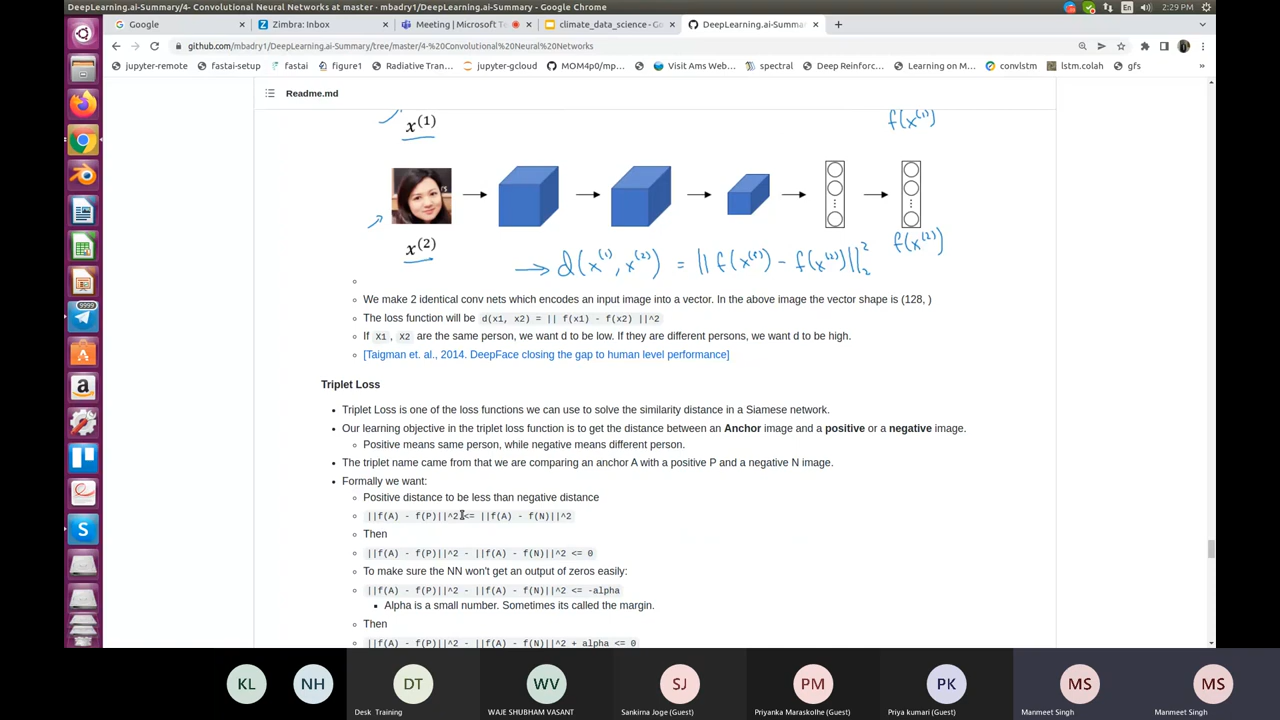 4- Convolutional Neural Networks at master · mbadry1/DeepLearning.ai-Summary - Google Chrome
En
2:29 PM
Google
Zimbra: Inbox
Meeting | Microsoft T
climate_data_science - Go
DeepLearning.ai-Summa
github.com/mbadry1/DeepLearning.ai-Summary/tree/master/4-%20Convolutional%20Neural%20Networks
jupyter-remote
fastai-setup
fastai
figure1
Radiative Tran...
jupyter-gcloud
MOM4p0/mp...
Visit Ams Web...
spectral
Deep Reinforc...
Learning on M...
convlstm
lstm.colah
gfs
Readme.md
x(1)
f(x(1))
x(2)
f(x(2))
d(x(1), x(2)) = || f(x(1)) - f(x(2)) ||22
We make 2 identical conv nets which encodes an input image into a vector. In the above image the vector shape is (128, )
The loss function will be d(x1, x2) = || f(x1) - f(x2) ||^2
If X1, X2 are the same person, we want d to be low. If they are different persons, we want d to be high.
[Taigman et. al., 2014. DeepFace closing the gap to human level performance]
Triplet Loss
Triplet Loss is one of the loss functions we can use to solve the similarity distance in a Siamese network.
Our learning objective in the triplet loss function is to get the distance between an Anchor image and a positive or a negative image.
Positive means same person, while negative means different person.
The triplet name came from that we are comparing an anchor A with a positive P and a negative N image.
Formally we want:
Positive distance to be less than negative distance
||f(A) - f(P)||^2 <= ||f(A) - f(N)||^2
Then
||f(A) - f(P)||^2 - ||f(A) - f(N)||^2 <= 0
To make sure the NN won't get an output of zeros easily:
||f(A) - f(P)||^2 - ||f(A) - f(N)||^2 <= -alpha
Alpha is a small number. Sometimes its called the margin.
Then
||f(A) - f(P)||^2 - ||f(A) - f(N)||^2 + alpha <= 0
9999
KL
NH
DT
WV
SJ
PM
PK
MS
MS
Desk Training
WAJE SHUBHAM VASANT
Sankirna Joge (Guest)
Priyanka Maraskolhe (Guest)
Priya kumari (Guest)
Manmeet Singh
Manmeet Singh